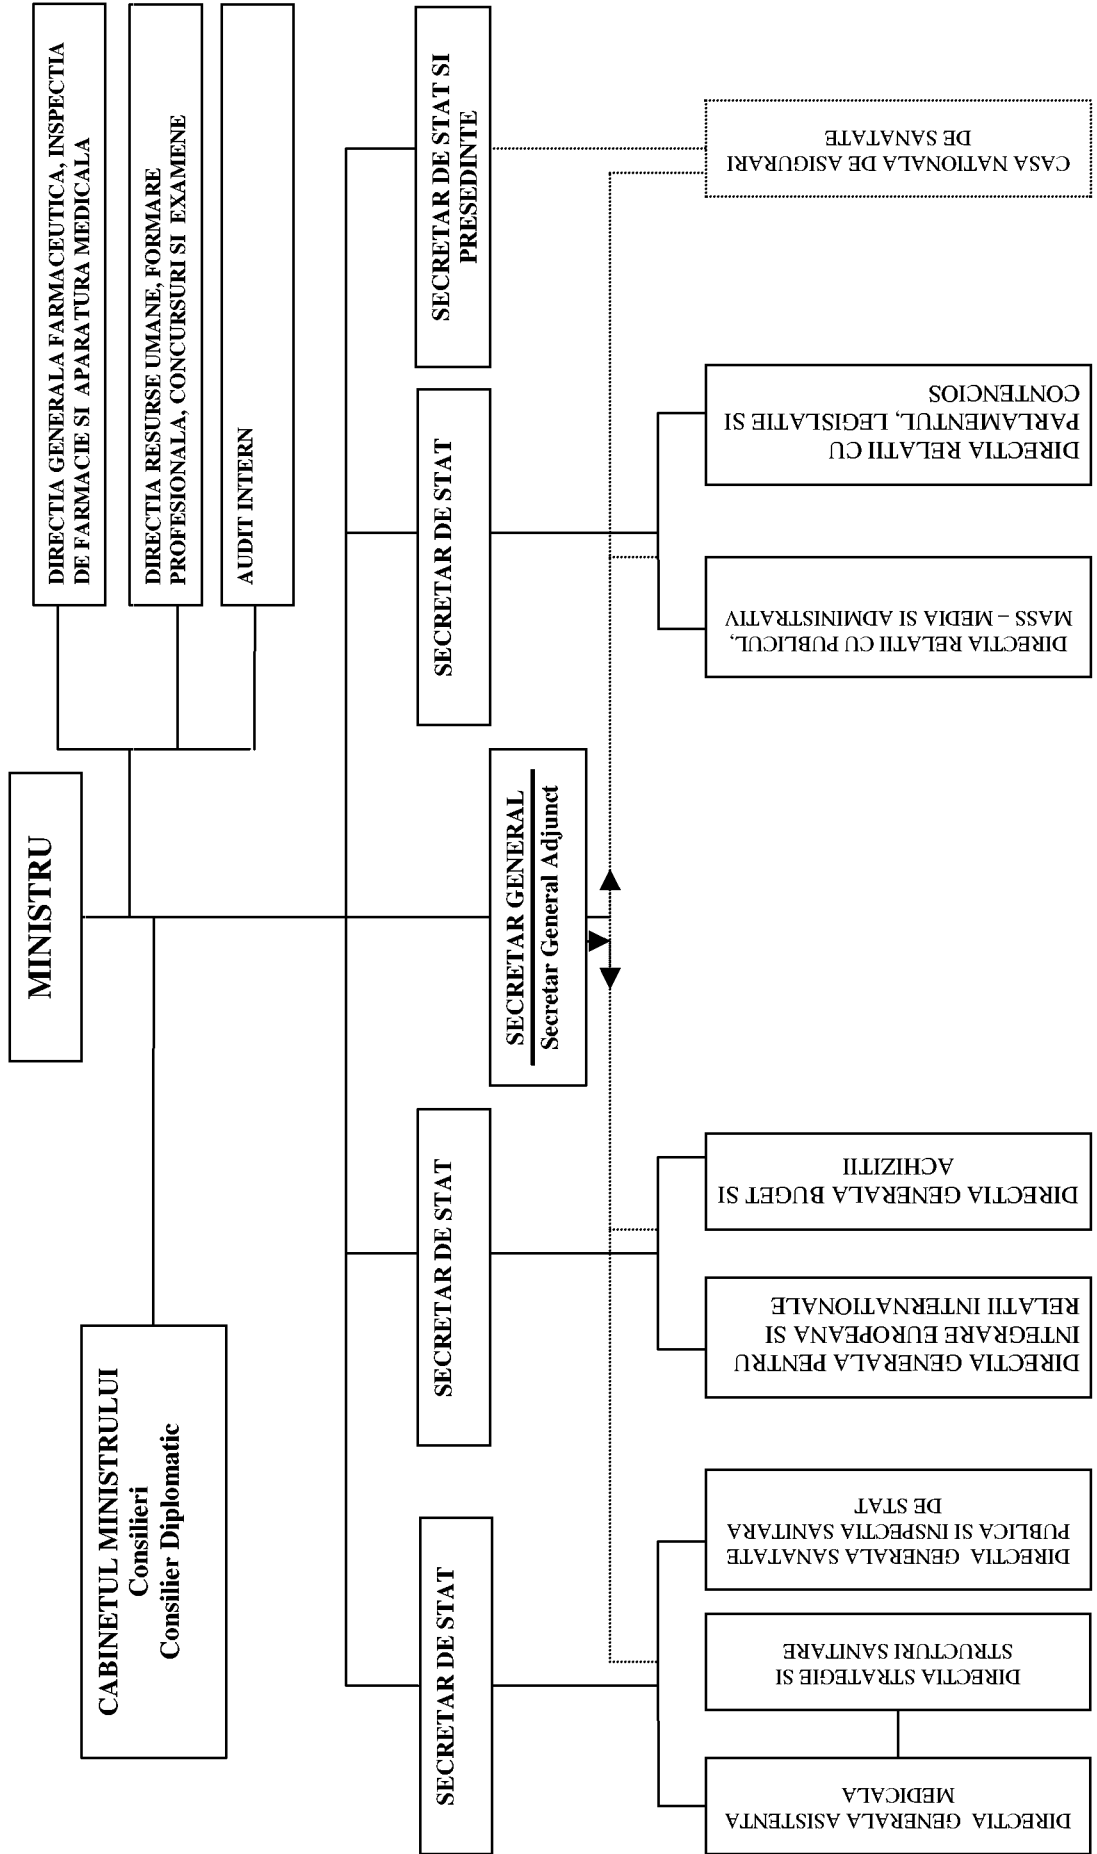 MINISTRU
DIRECTIA GENERALA FARMACEUTICA, INSPECTIA
DE FARMACIE SI APARATURA MEDICALA
DIRECTIA RESURSE UMANE, FORMARE
PROFESIONALA, CONCURSURI SI EXAMENE
AUDIT INTERN
CABINETUL MINISTRULUI
Consilieri
Consilier Diplomatic
SECRETAR DE STAT
SECRETAR DE STAT
SECRETAR GENERAL
Secretar General Adjunct
SECRETAR DE STAT
SECRETAR DE STAT SI
PRESEDINTE
DIRECTIA GENERALA ASISTENTA
MEDICALA
DIRECTIA STRATEGIE SI
STRUCTURI SANITARE
DIRECTIA GENERALA SANATATE
PUBLICA SI INSPECTIA SANITARA
DE STAT
DIRECTIA GENERALA PENTRU
INTEGRARE EUROPEANA SI
RELATII INTERNATIONALE
DIRECTIA GENERALA BUGET SI
ACHIZITII
DIRECTIA RELATII CU PUBLICUL,
MASS – MEDIA SI ADMINISTRATIV
DIRECTIA RELATII CU
PARLAMENTUL, LEGISLATIE SI
CONTENCIOS
CASA NATIONALA DE ASIGURARI
DE SANATATE